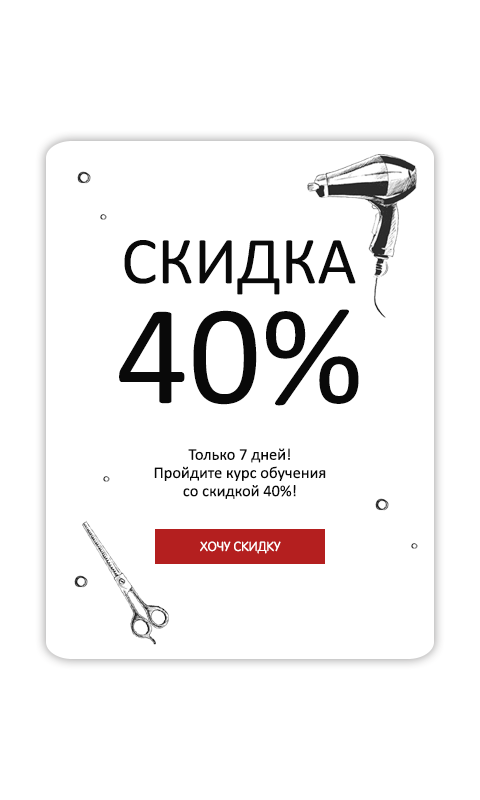 СКИДКА
40%
Только 7 дней!
Пройдите курс обучения
со скидкой 40%!
ХОЧУ СКИДКУ